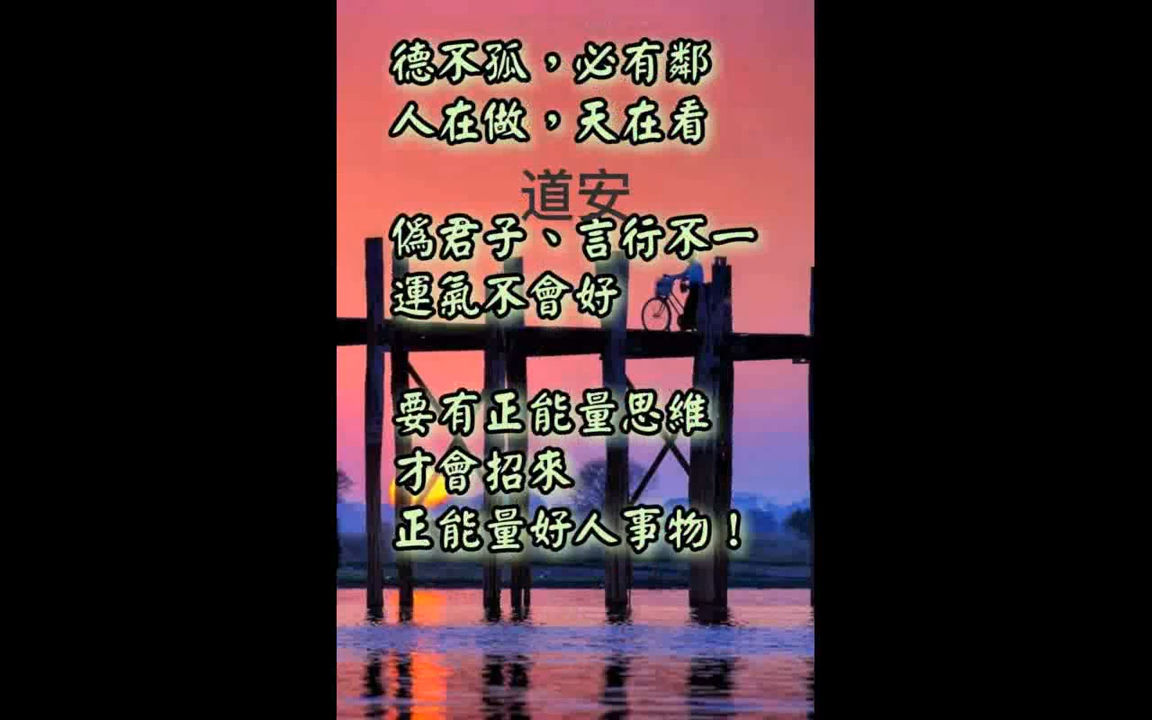 德不孤，必有鄰
人在做，天在看
道安
偽君子、言行不一
運氣不會好
要有正能量思維
才會招來
正能量好人事物！